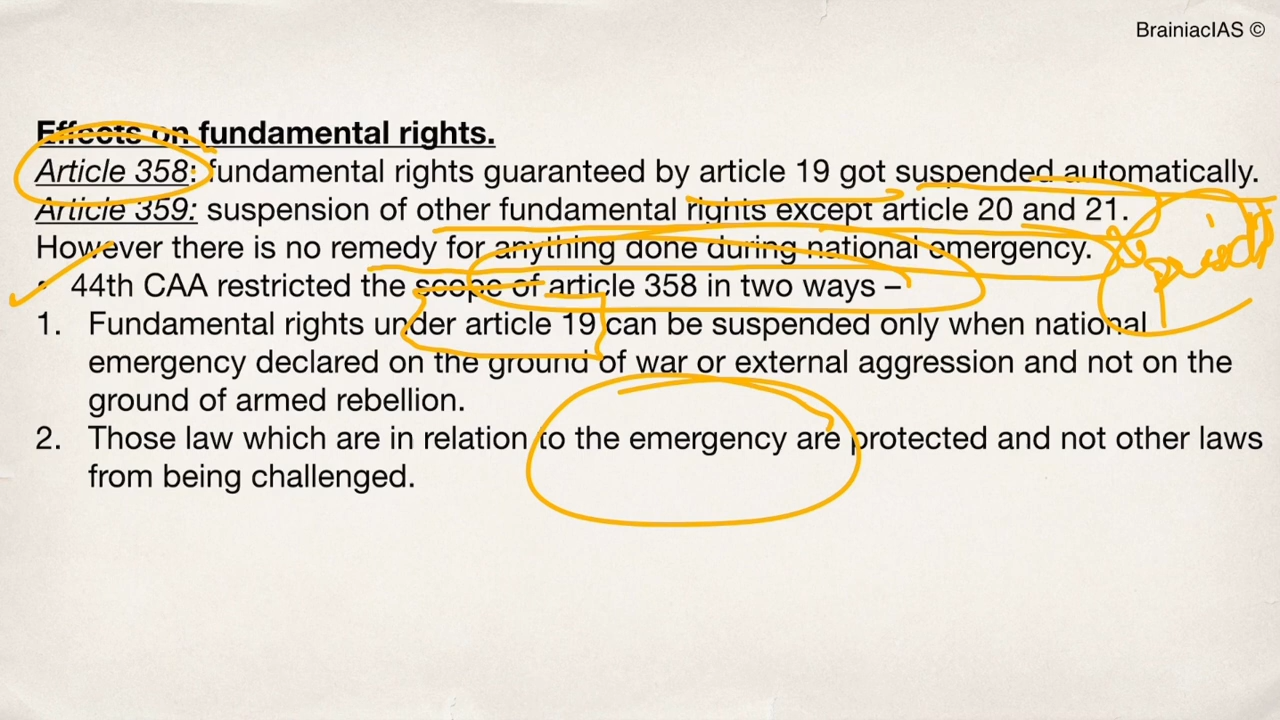 BrainiacIAS ©
Effects on fundamental rights.
Article 358: fundamental rights guaranteed by article 19 got suspended automatically.
Article 359: suspension of other fundamental rights except article 20 and 21.
However there is no remedy for anything done during national emergency.
• 44th CAA restricted the scope of article 358 in two ways –
1. Fundamental rights under article 19 can be suspended only when national
emergency declared on the ground of war or external aggression and not on the
ground of armed rebellion.
2. Those law which are in relation to the emergency are protected and not other laws
from being challenged.